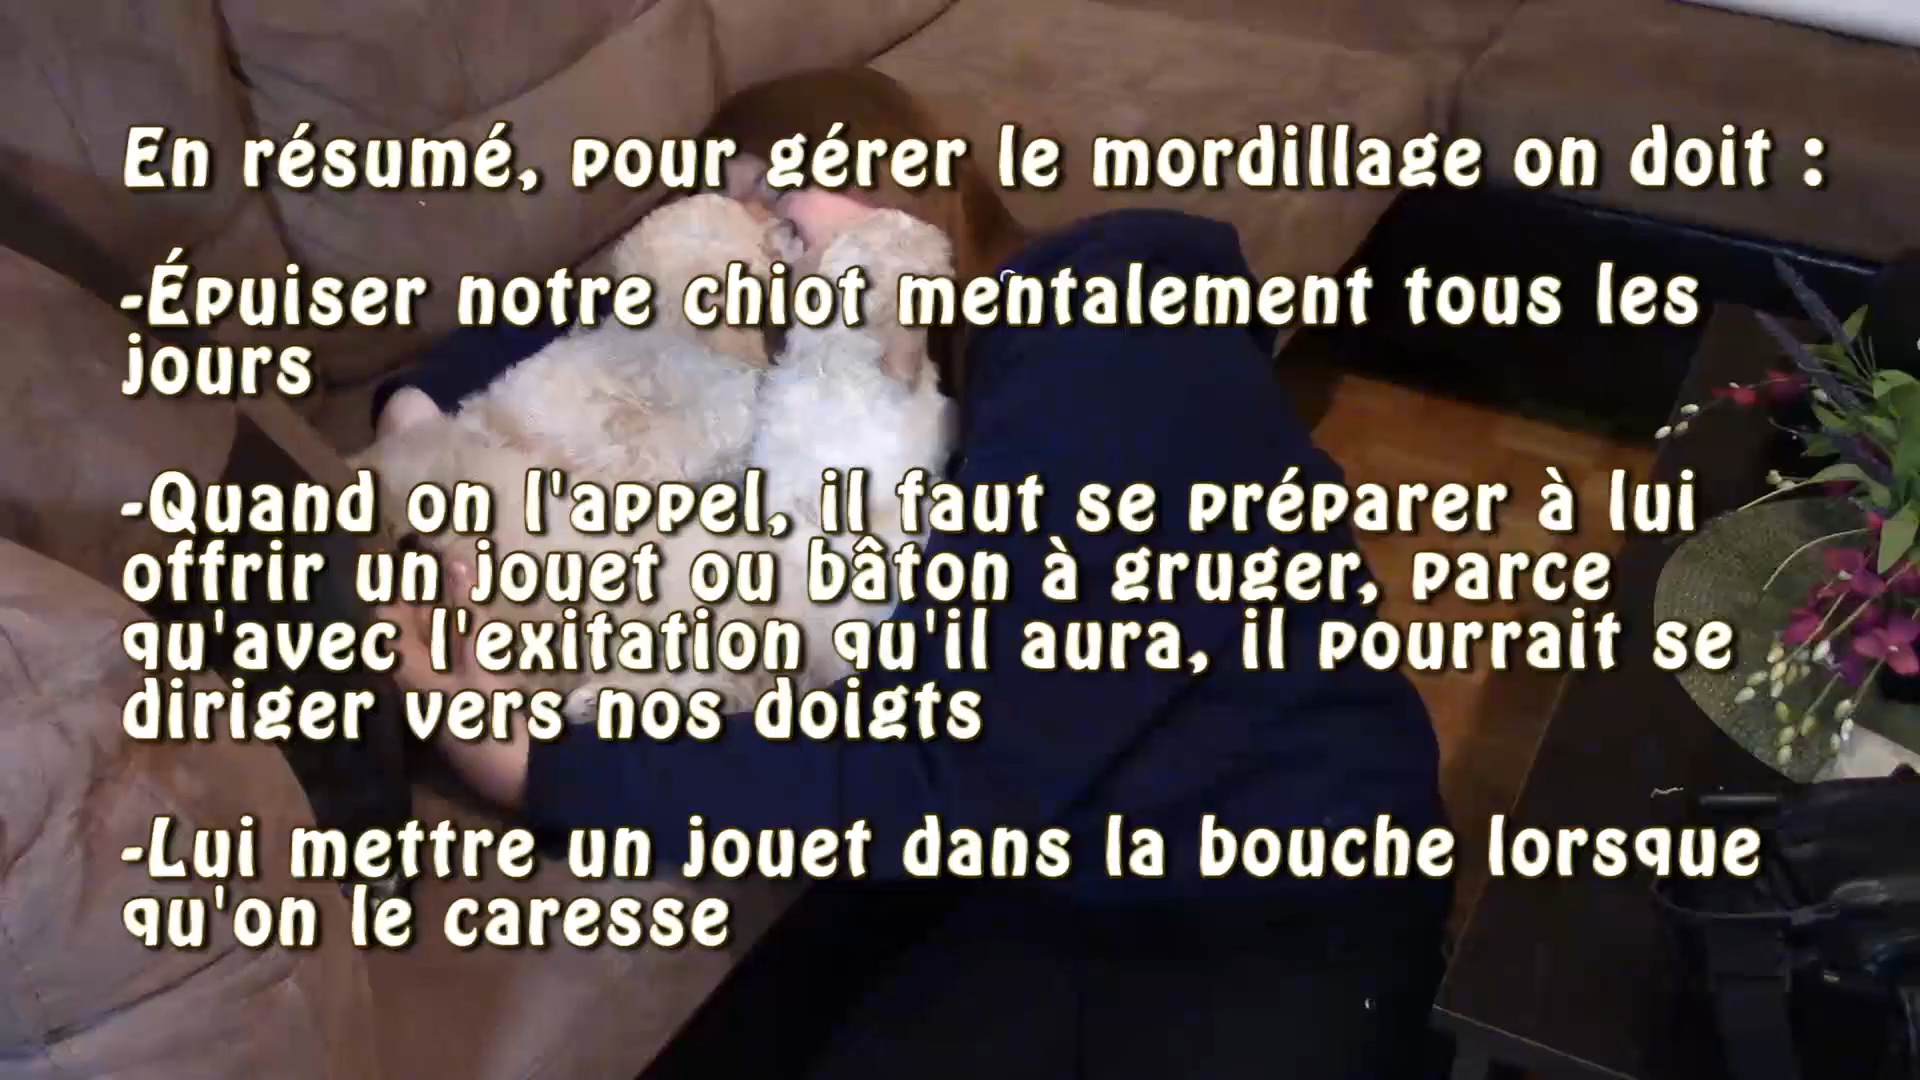 En résumé, pour gérer le mordillage on doit :
-Épuiser notre chiot mentalement tous les
jours
-Quand on l'appel, il faut se préparer à lui
offrir un jouet ou bâton à gruger, parce
qu'avec l'exitation qu'il aura, il pourrait se
diriger vers nos doigts
-Lui mettre un jouet dans la bouche lorsque
qu'on le caresse